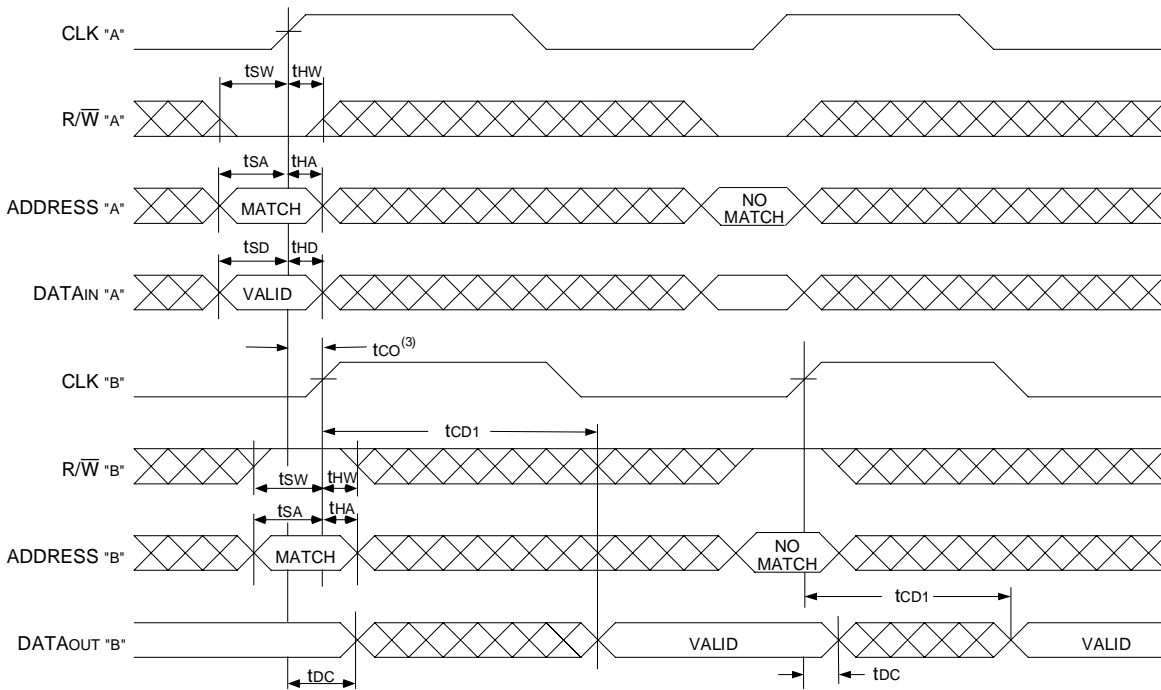 CLK "A"
tSW tHW
R/W̅ "A"
tSA tHA
ADDRESS "A" MATCH NO MATCH
tSD tHD
DATAIN "A" VALID
tCO(3)
CLK "B"
tCD1
R/W̅ "B"
tSW tHW
tSA tHA
ADDRESS "B" MATCH NO MATCH
tCD1
DATAOUT "B" VALID VALID
tDC tDC